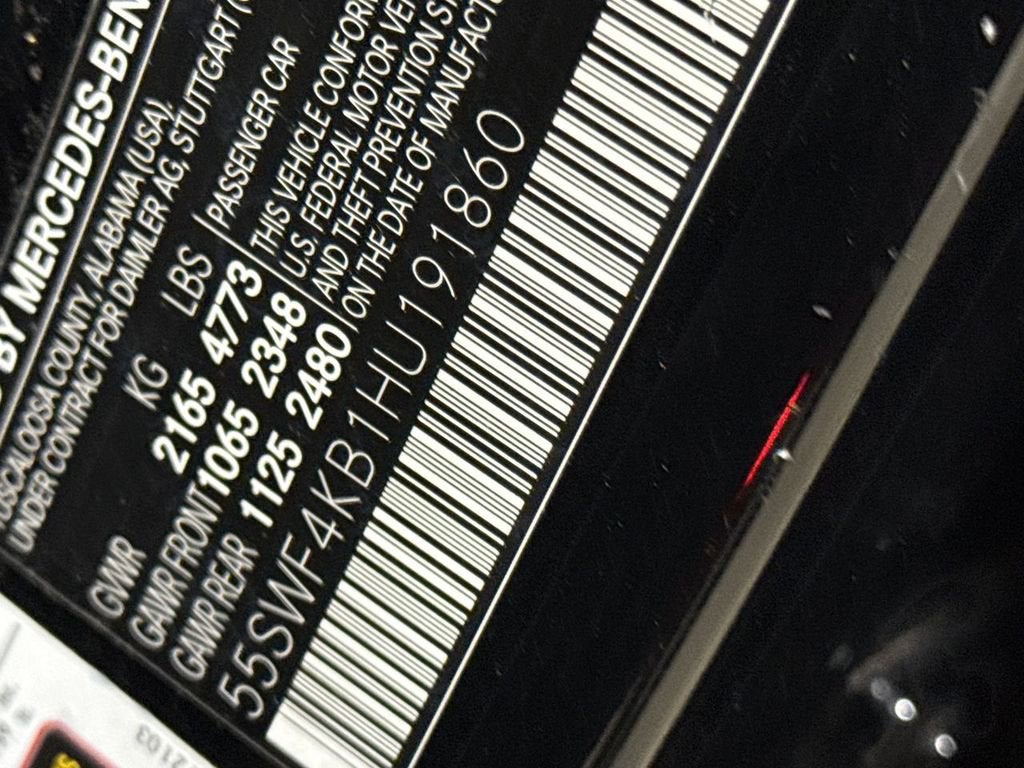 BY MERCEDES-BEN
TUSCALOOSA COUNTY, ALABAMA (USA).
UNDER CONTRACT FOR DAIMLER AG, STUTTGART
KG LBS
GVWR 2165 4773
GAWR FRONT 1065 2348
GAWR REAR 1125 2480
PASSENGER CAR
THIS VEHICLE CONFOR
U.S. FEDERAL MOTOR VE
AND THEFT PREVENTION S
ON THE DATE OF MANUFACT
55SWF4KB1HU191860